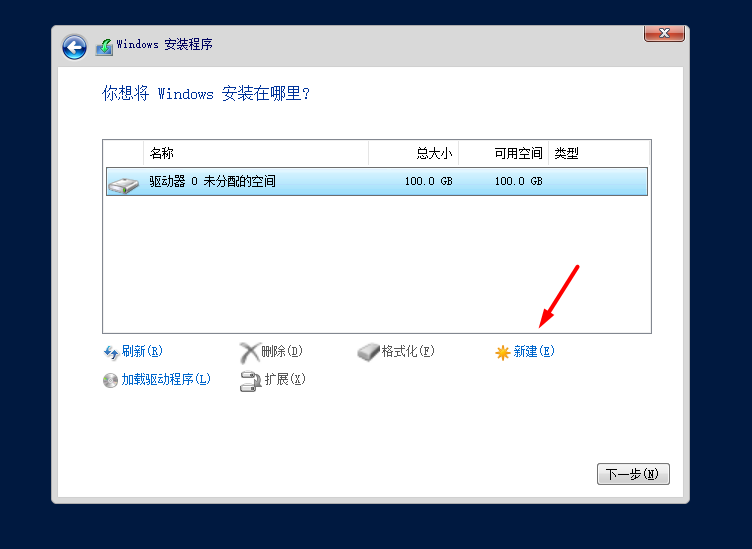 Windows 安装程序
你想将 Windows 安装在哪里?
名称 总大小 可用空间 类型
驱动器 0 未分配的空间 100.0 GB 100.0 GB
刷新(R) 删除(D) 格式化(F) 新建(E)
加载驱动程序(L) 扩展(X)
下一步(N)